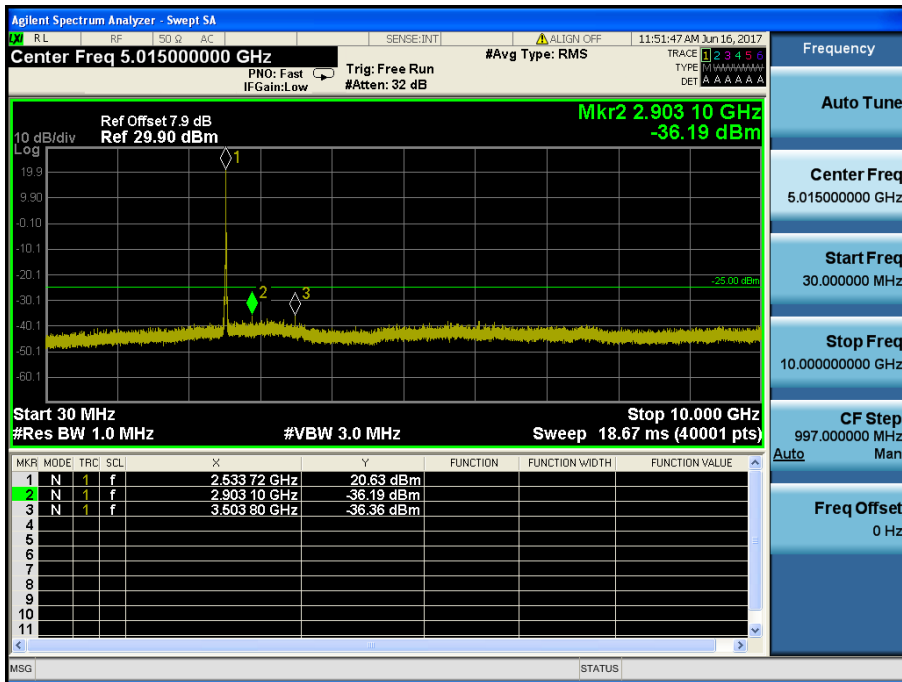 Agilent Spectrum Analyzer - Swept SA
LXI RL RF 50 Ω AC SENSE:INT ALIGN OFF 11:51:47 AM Jun 16, 2017
Center Freq 5.015000000 GHz
PNO: Fast
IFGain:Low
Trig: Free Run
#Atten: 32 dB
#Avg Type: RMS
TRACE 1 2 3 4 5 6
TYPE MWWWWW
DET A A A A A A
Frequency
Auto Tune
Center Freq
5.015000000 GHz
Start Freq
30.000000 MHz
Stop Freq
10.000000000 GHz
CF Step
997.000000 MHz
Auto Man
Freq Offset
0 Hz
Mkr2 2.903 10 GHz
-36.19 dBm
Ref Offset 7.9 dB
10 dB/div Ref 29.90 dBm
Log
1
19.9
9.90
-0.10
-10.1
-20.1
-25.00 dBm
2
3
-30.1
-40.1
-50.1
-60.1
Start 30 MHz Stop 10.000 GHz
#Res BW 1.0 MHz #VBW 3.0 MHz Sweep 18.67 ms (40001 pts)
MKR MODE TRC SCL X Y FUNCTION FUNCTION WIDTH FUNCTION VALUE
1 N 1 f 2.533 72 GHz 20.63 dBm
2 N 1 f 2.903 10 GHz -36.19 dBm
3 N 1 f 3.503 80 GHz -36.36 dBm
4
5
6
7
8
9
10
11
MSG STATUS